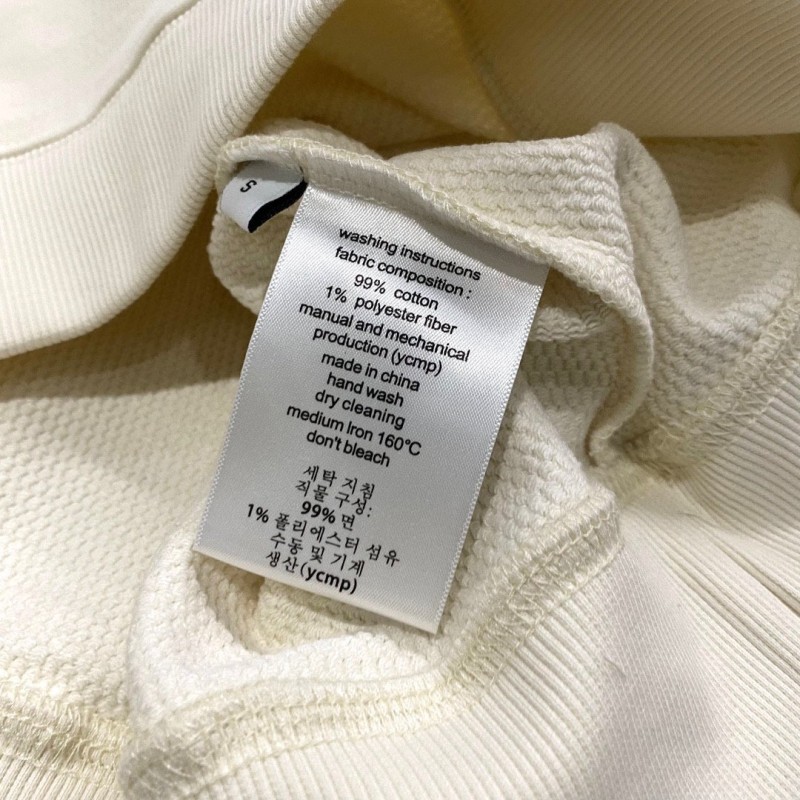 S
washing instructions
fabric composition :
99% cotton
1% polyester fiber
manual and mechanical
production (ycmp)
made in china
hand wash
dry cleaning
medium Iron 160°C
don't bleach
세탁 지침
직물 구성:
99% 면
1% 폴리에스터 섬유
수동 및 기계
생산(ycmp)